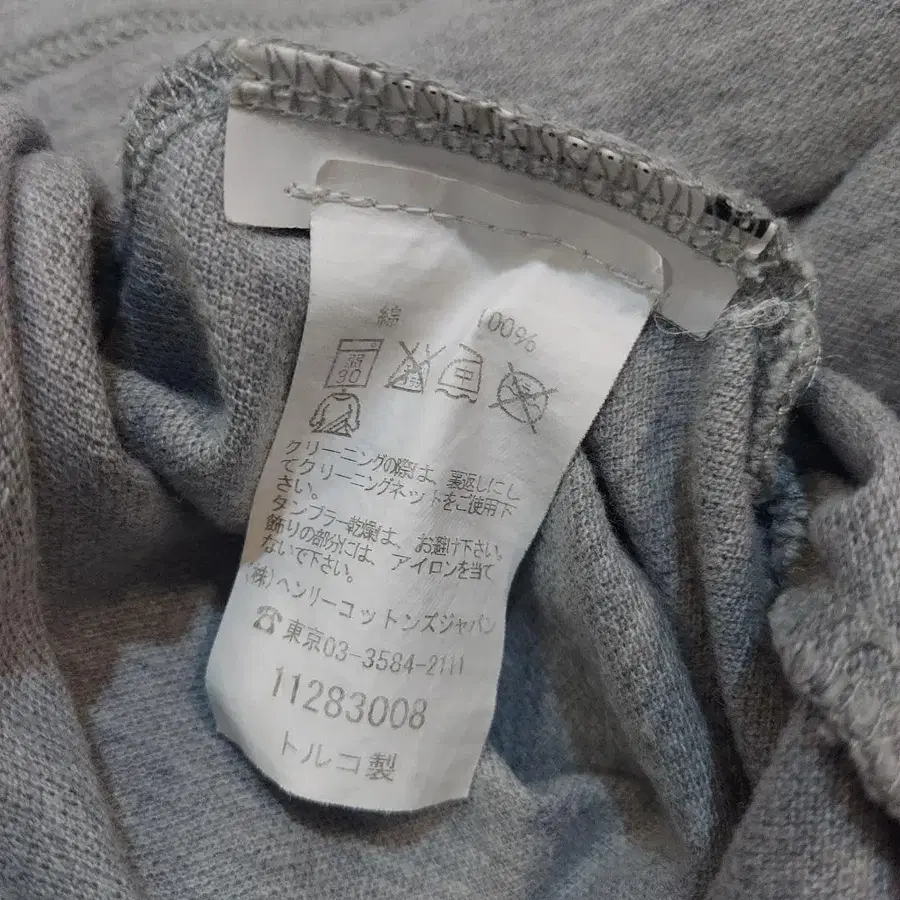 綿 100%
弱
30
中
クリーニングの際は、裏返しにし
てクリーニングネットをご使用下
さい。
タンブラー乾燥は、お避け下さい。
飾りの部分には、アイロンを当て
ないで下さい。
(株)ヘンリーコットンズジャパン
☎東京03-3584-2111
11283008
トルコ製